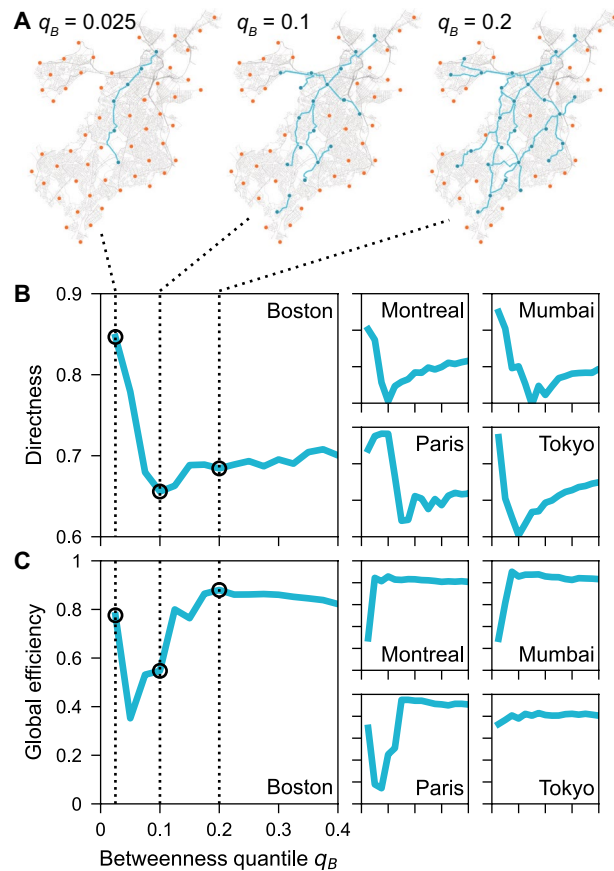 A
q_B = 0.025
q_B = 0.1
q_B = 0.2
B
0.9
0.8
0.7
0.6
Directness
Boston
Montreal
Mumbai
Paris
Tokyo
C
1
0.8
0.6
0.4
0.2
0
Global efficiency
Boston
Montreal
Mumbai
Paris
Tokyo
0 0.1 0.2 0.3 0.4
Betweenness quantile q_B